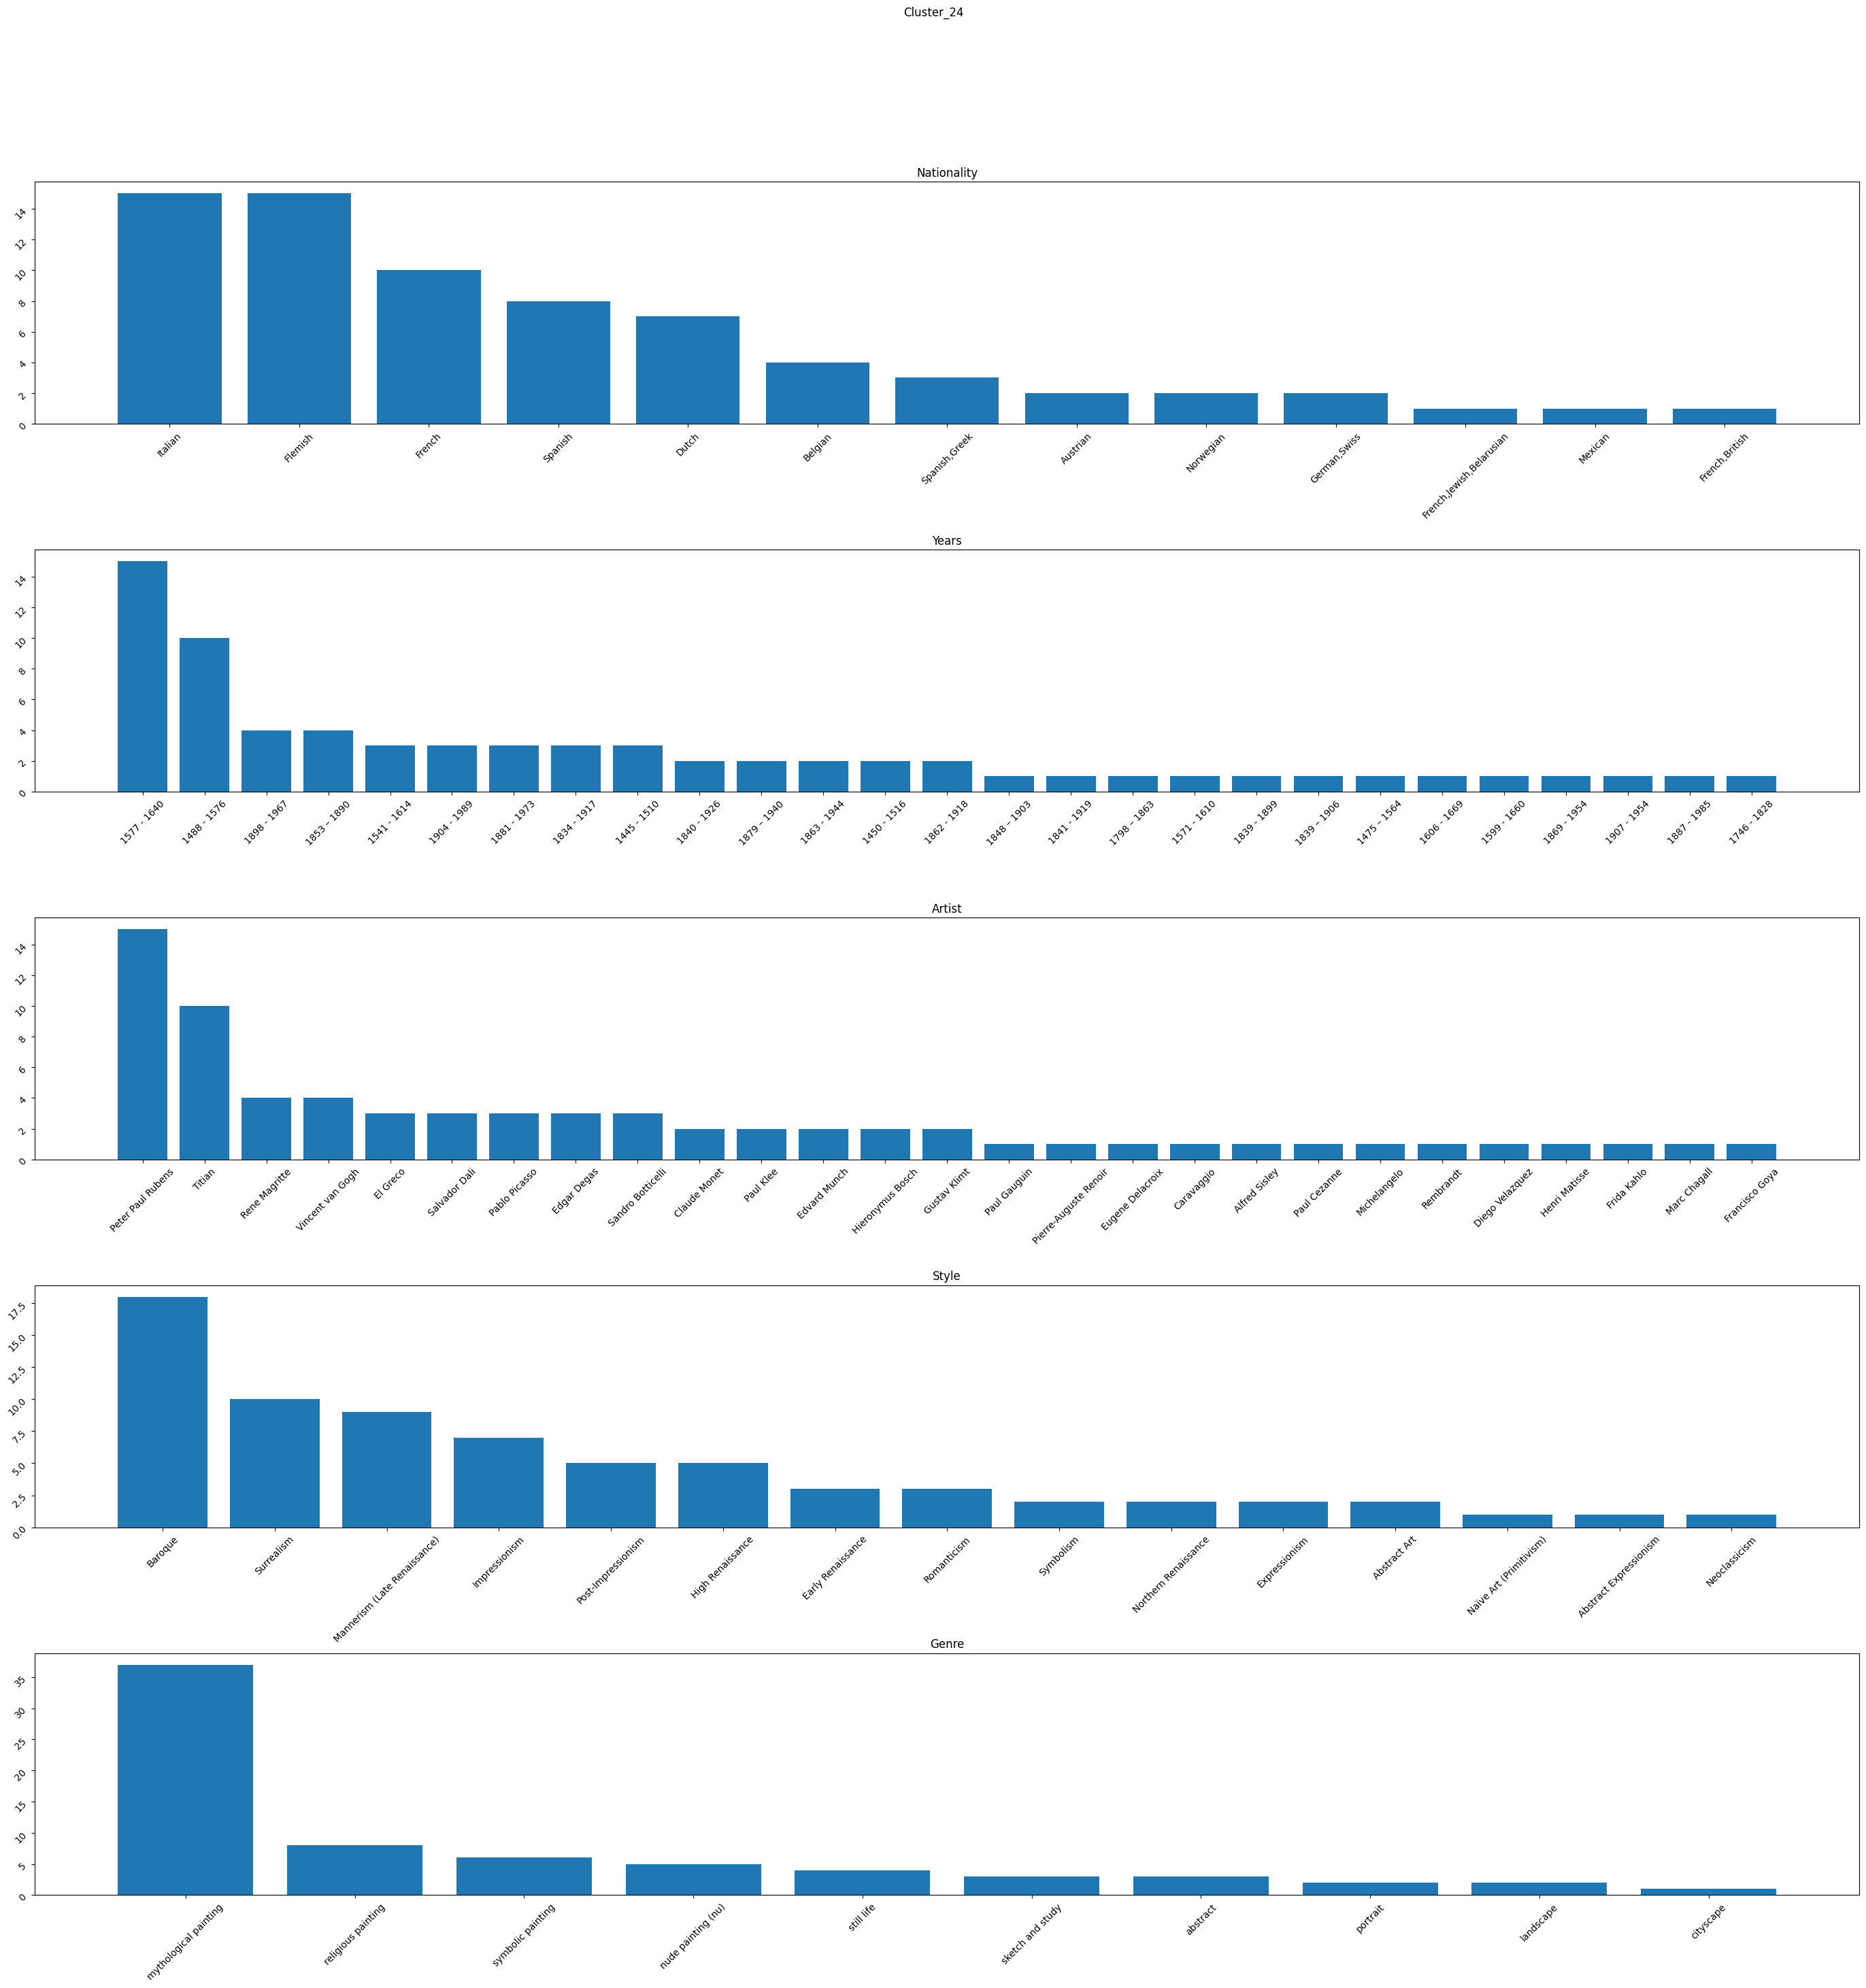 Cluster_24
Nationality
14
12
10
8
6
4
2
0
Italian
Flemish
French
Spanish
Dutch
Belgian
Spanish,Greek
Austrian
Norwegian
German,Swiss
French,Jewish,Belarusian
Mexican
French,British
Years
14
12
10
8
6
4
2
0
1577 - 1640
1488 - 1576
1898 - 1967
1853 – 1890
1541 - 1614
1904 - 1989
1881 - 1973
1834 - 1917
1445 - 1510
1840 - 1926
1879 - 1940
1863 - 1944
1450 - 1516
1862 - 1918
1848 – 1903
1841 - 1919
1798 – 1863
1571 - 1610
1839 - 1899
1839 - 1906
1475 – 1564
1606 - 1669
1599 - 1660
1869 - 1954
1907 - 1954
1887 - 1985
1746 - 1828
Artist
14
12
10
8
6
4
2
0
Peter Paul Rubens
Titian
Rene Magritte
Vincent van Gogh
El Greco
Salvador Dali
Pablo Picasso
Edgar Degas
Sandro Botticelli
Claude Monet
Paul Klee
Edvard Munch
Hieronymus Bosch
Gustav Klimt
Paul Gauguin
Pierre-Auguste Renoir
Eugene Delacroix
Caravaggio
Alfred Sisley
Paul Cezanne
Michelangelo
Rembrandt
Diego Velazquez
Henri Matisse
Frida Kahlo
Marc Chagall
Francisco Goya
Style
17.5
15.0
12.5
10.0
7.5
5.0
2.5
0.0
Baroque
Surrealism
Mannerism (Late Renaissance)
Impressionism
Post-Impressionism
High Renaissance
Early Renaissance
Romanticism
Symbolism
Northern Renaissance
Expressionism
Abstract Art
Naïve Art (Primitivism)
Abstract Expressionism
Neoclassicism
Genre
35
30
25
20
15
10
5
0
mythological painting
religious painting
symbolic painting
nude painting (nu)
still life
sketch and study
abstract
portrait
landscape
cityscape